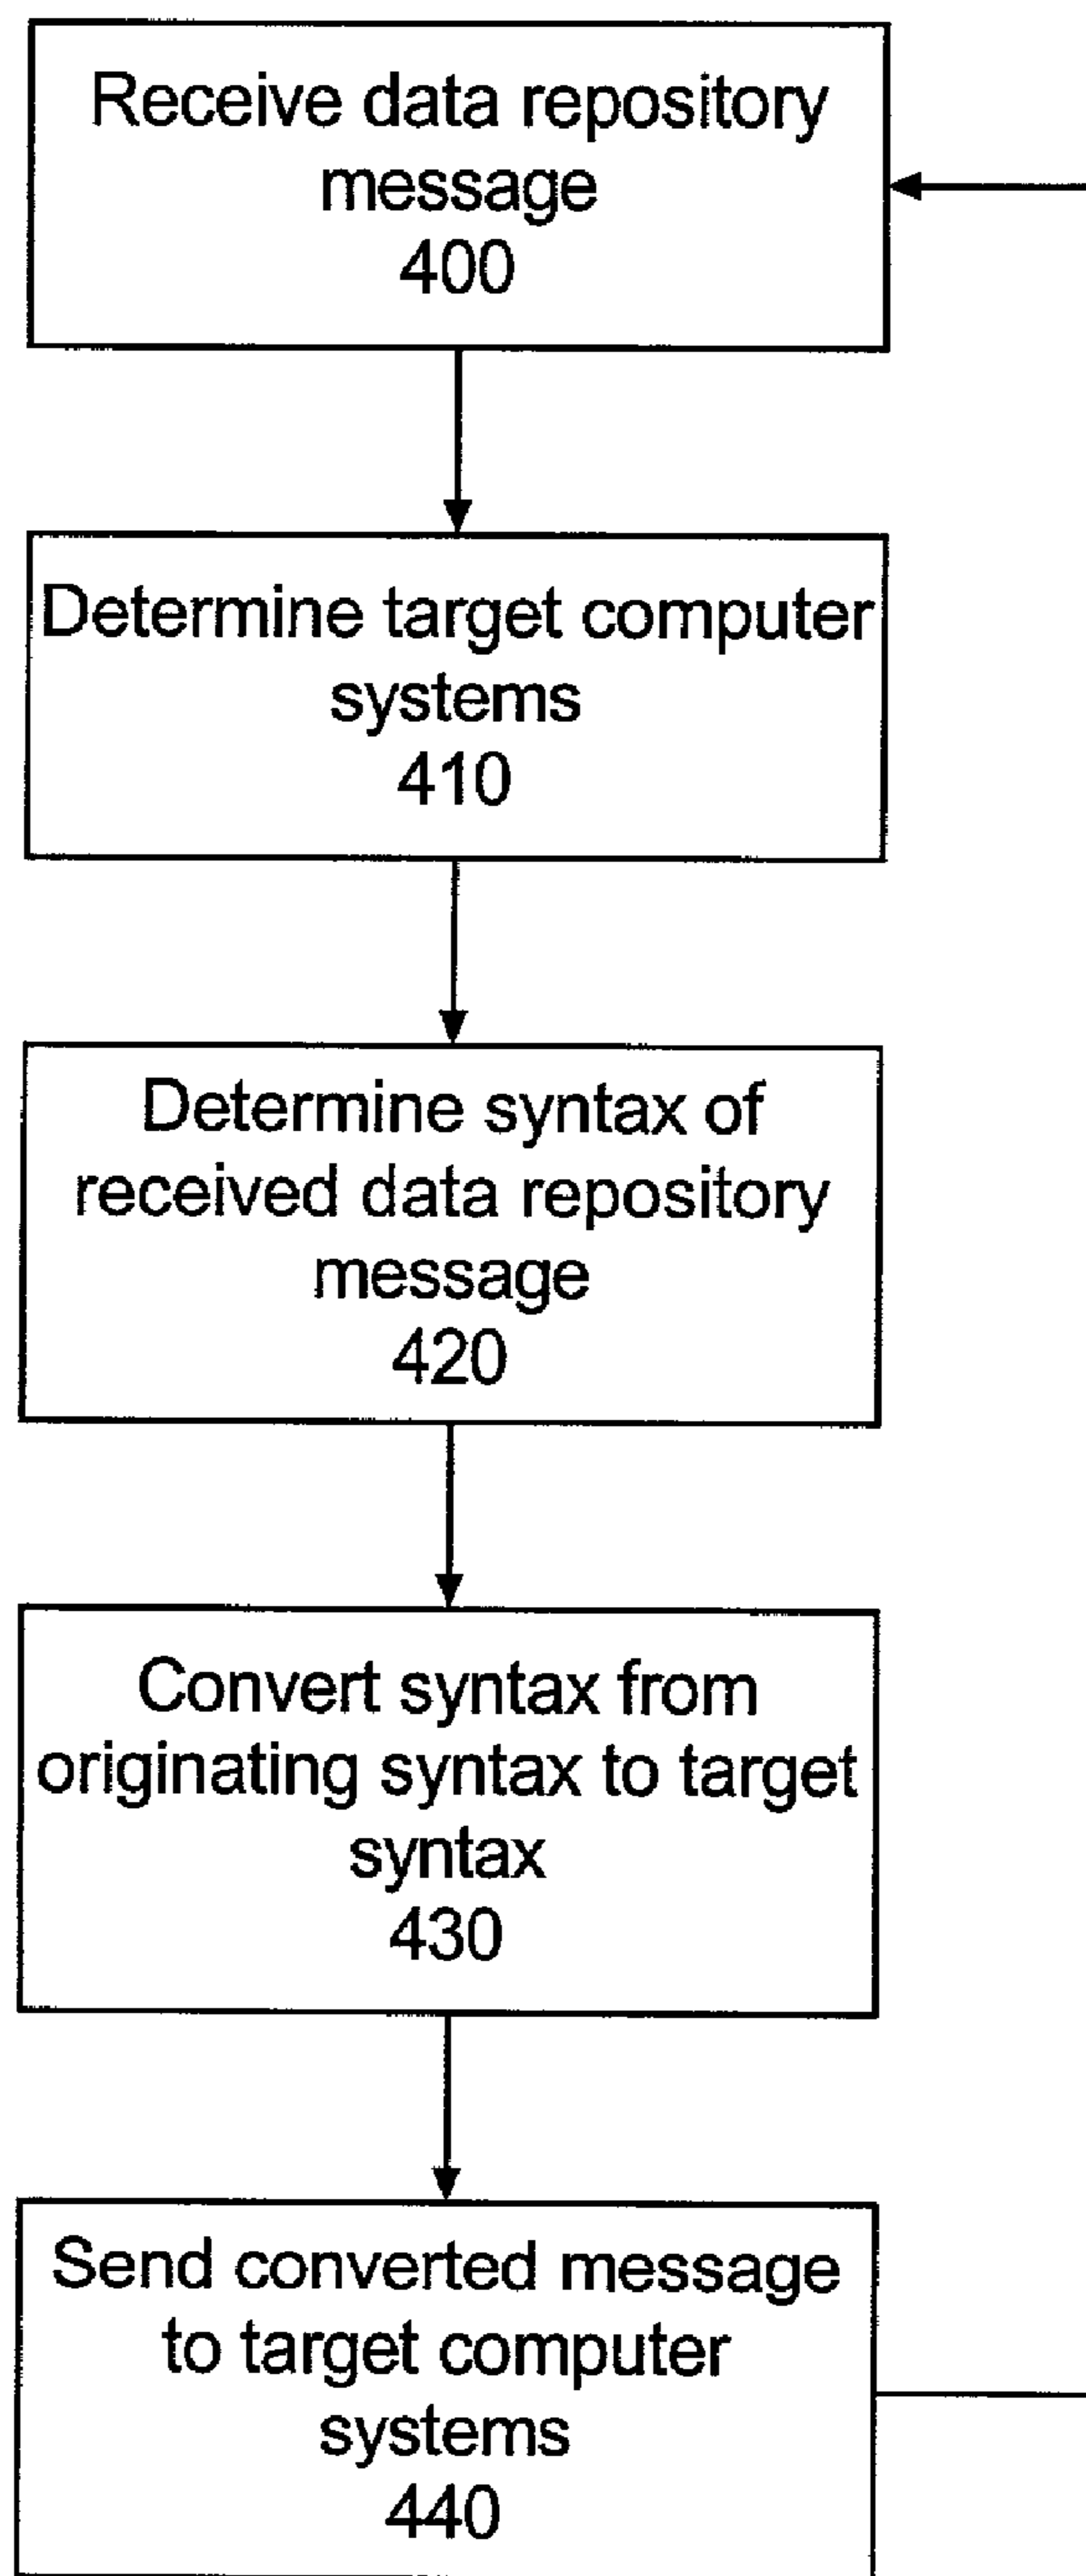 Receive data repository
message
400
Determine target computer
systems
410
Determine syntax of
received data repository
message
420
Convert syntax from
originating syntax to target
syntax
430
Send converted message
to target computer
systems
440